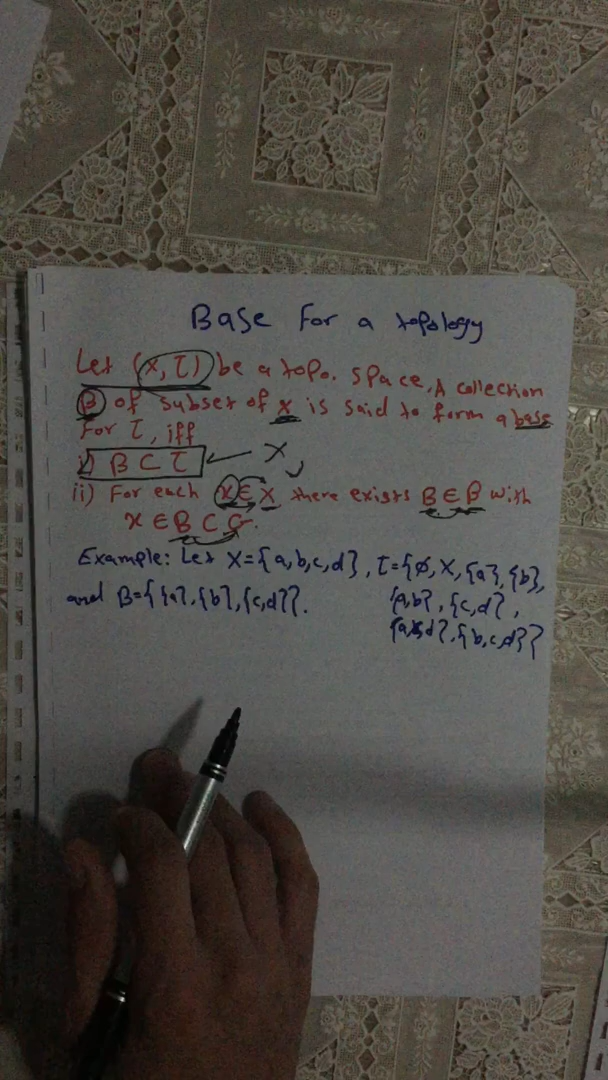 Base For a topology
Let (X, τ) be a topo. space, A collection
B of subset of X is said to form a base
For τ, iff
i) B ⊂ τ X
ii) For each x ∈ X, there exists B ∈ B with
x ∈ B ⊂ G.
Example: Let X={a,b,c,d}, τ={φ, X, {a}, {b},
and B={{a},{b},{c,d}}. {a,b}, {c,d},
{b,c,d}}